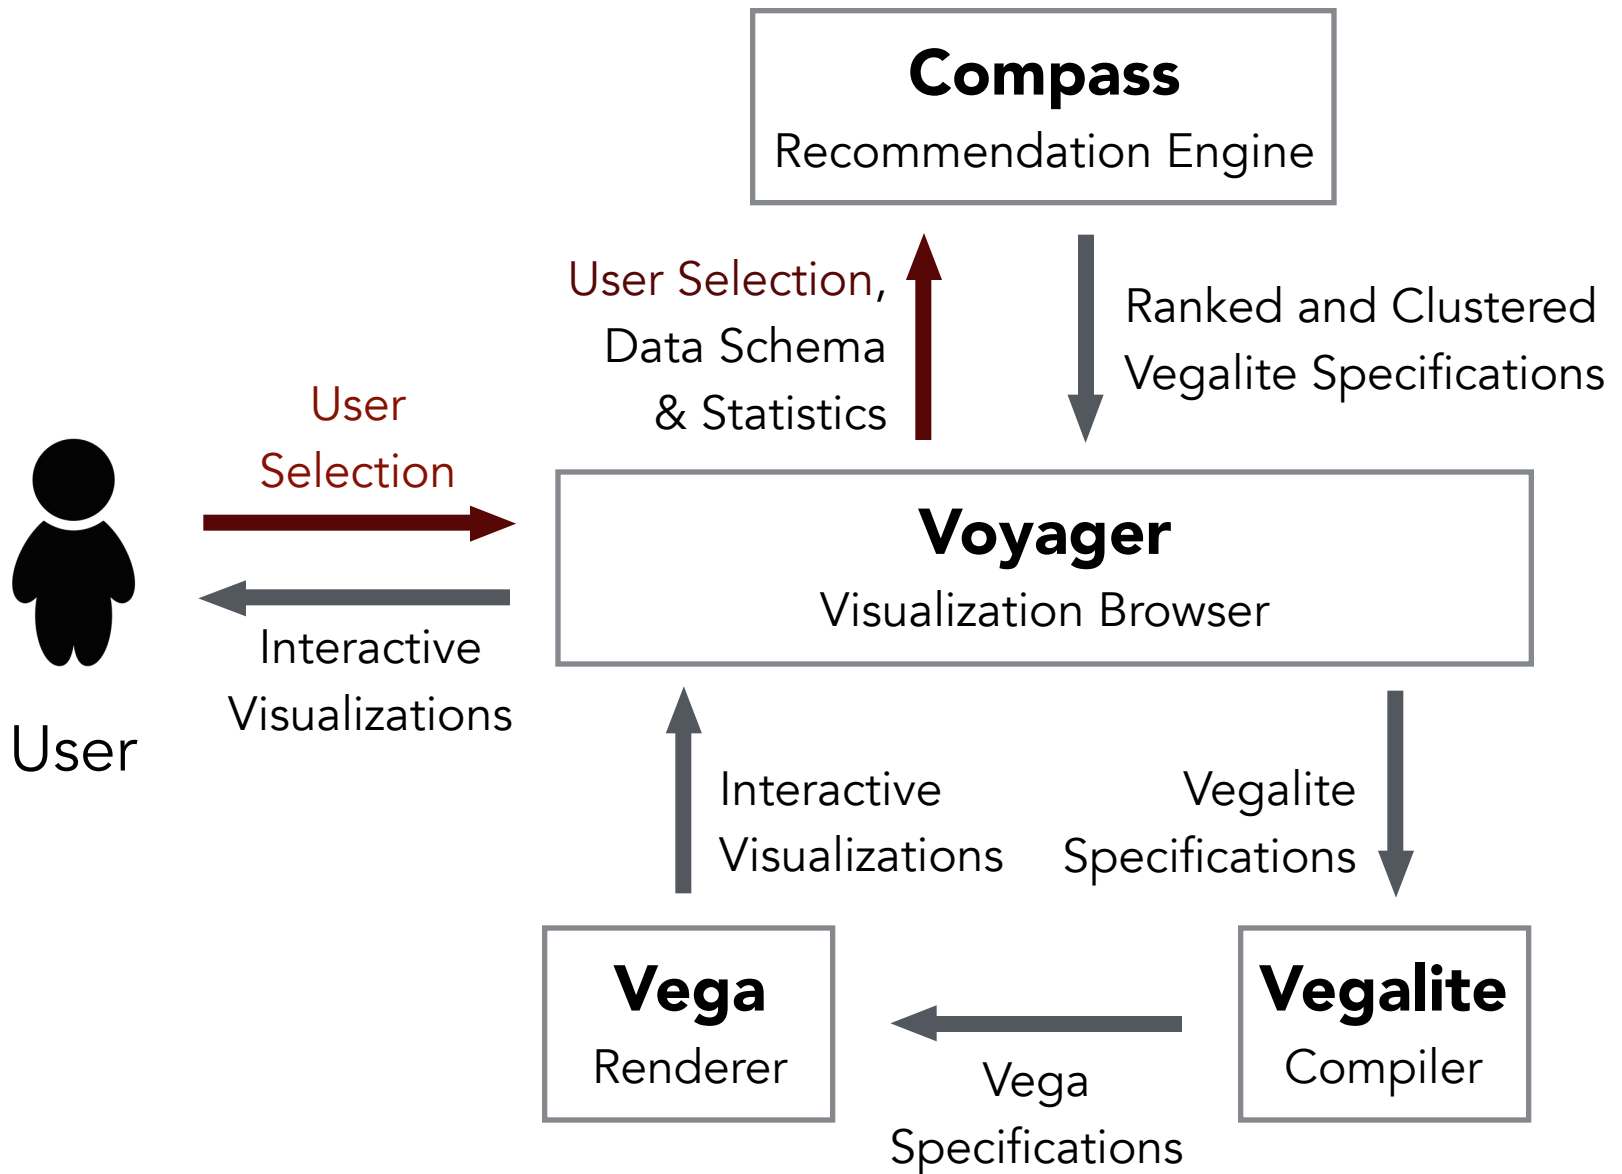 Compass
Recommendation Engine
User Selection,
Data Schema
& Statistics
Ranked and Clustered
Vegalite Specifications
User
Selection
Voyager
Visualization Browser
Interactive
Visualizations
User
Interactive
Visualizations
Vegalite
Specifications
Vega
Renderer
Vegalite
Compiler
Vega
Specifications